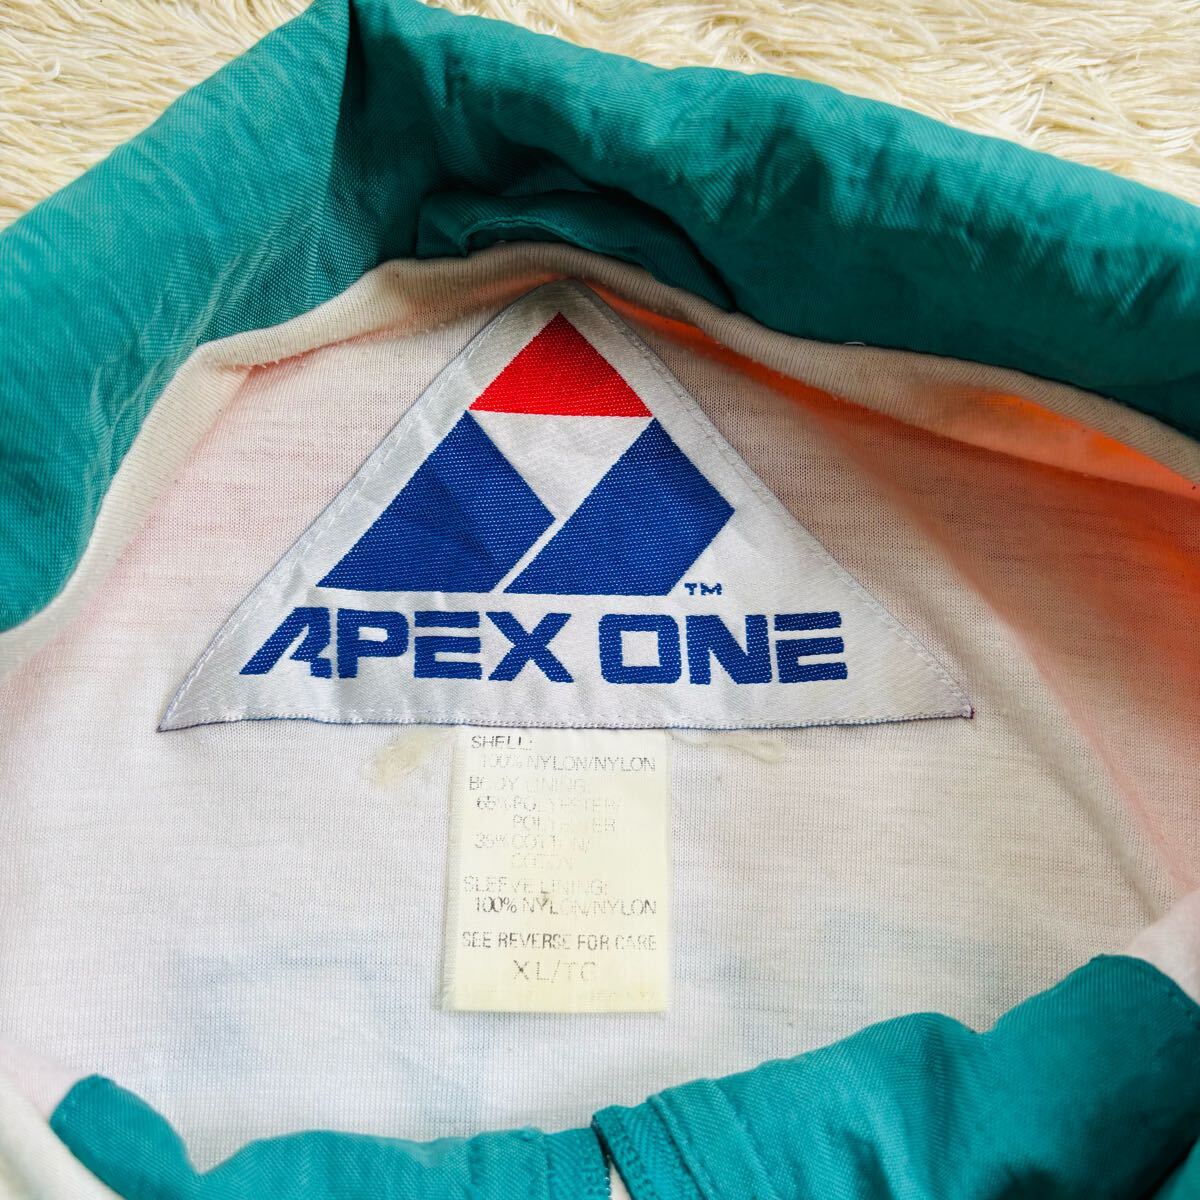 TM
APEX ONE
SHELL:
100% NYLON/NYLON
BODY LINING:
65% POLYESTER/
POLYESTER
35% COTTON/
COTON
SLEEVE LINING:
100% NYLON/NYLON
SEE REVERSE FOR CARE
XL/TG